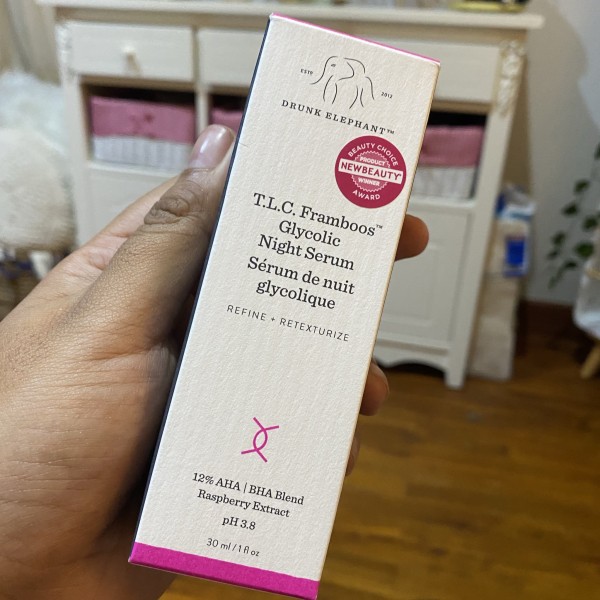 ESTD 2012
DRUNK ELEPHANT™
BEAUTY CHOICE
PRODUCT
NEWBEAUTY
WINNER
AWARD
T.L.C. Framboos™
Glycolic
Night Serum
Sérum de nuit
glycolique
REFINE + RETEXTURIZE
12% AHA | BHA Blend
Raspberry Extract
pH 3.8
30 ml / 1 fl oz